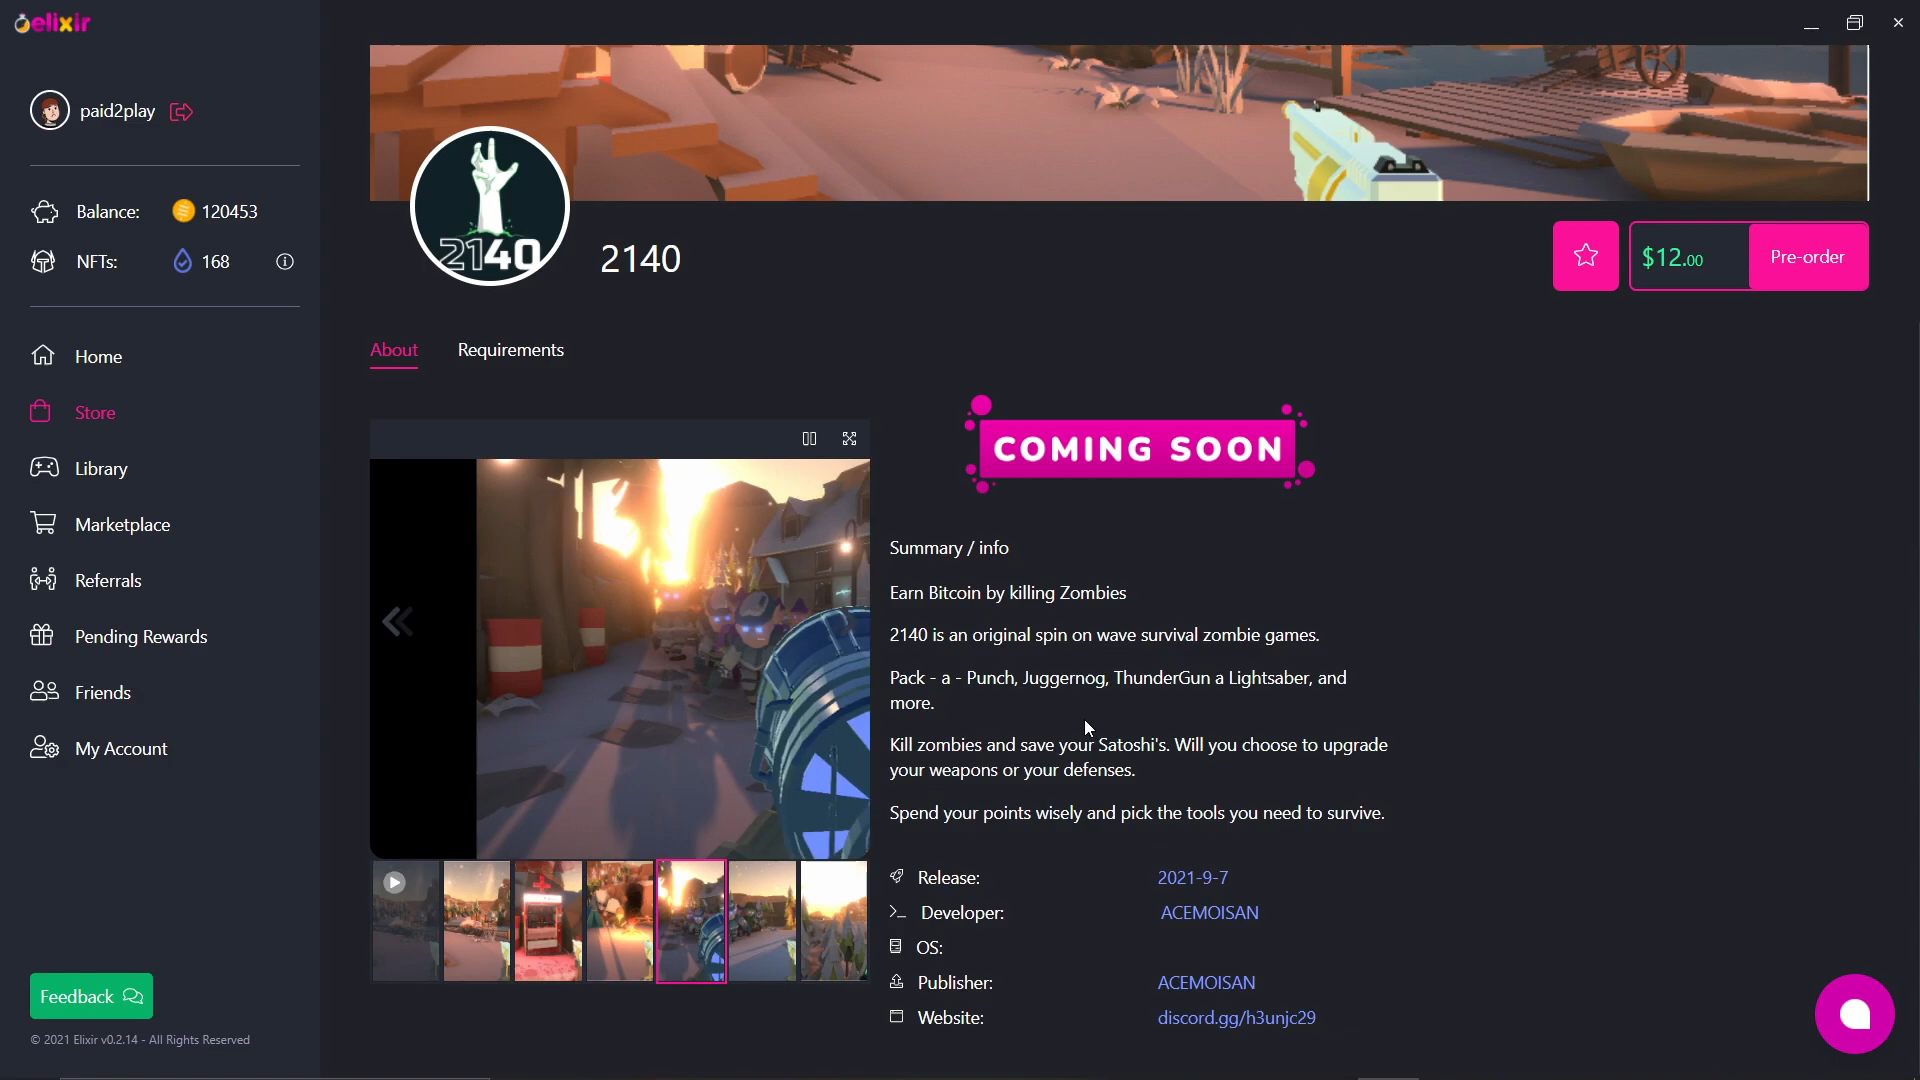 elixir
paid2play
Balance: 120453
NFTs: 168
Home
Store
Library
Marketplace
Referrals
Pending Rewards
Friends
My Account
Feedback
© 2021 Elixir v0.2.14 - All Rights Reserved
2140
2140
$12.00
Pre-order
About
Requirements
COMING SOON
Summary / info
Earn Bitcoin by killing Zombies
2140 is an original spin on wave survival zombie games.
Pack - a - Punch, Juggernog, ThunderGun a Lightsaber, and
more.
Kill zombies and save your Satoshi's. Will you choose to upgrade
your weapons or your defenses.
Spend your points wisely and pick the tools you need to survive.
Release: 2021-9-7
Developer: ACEMOISAN
OS:
Publisher: ACEMOISAN
Website: discord.gg/h3unjc29